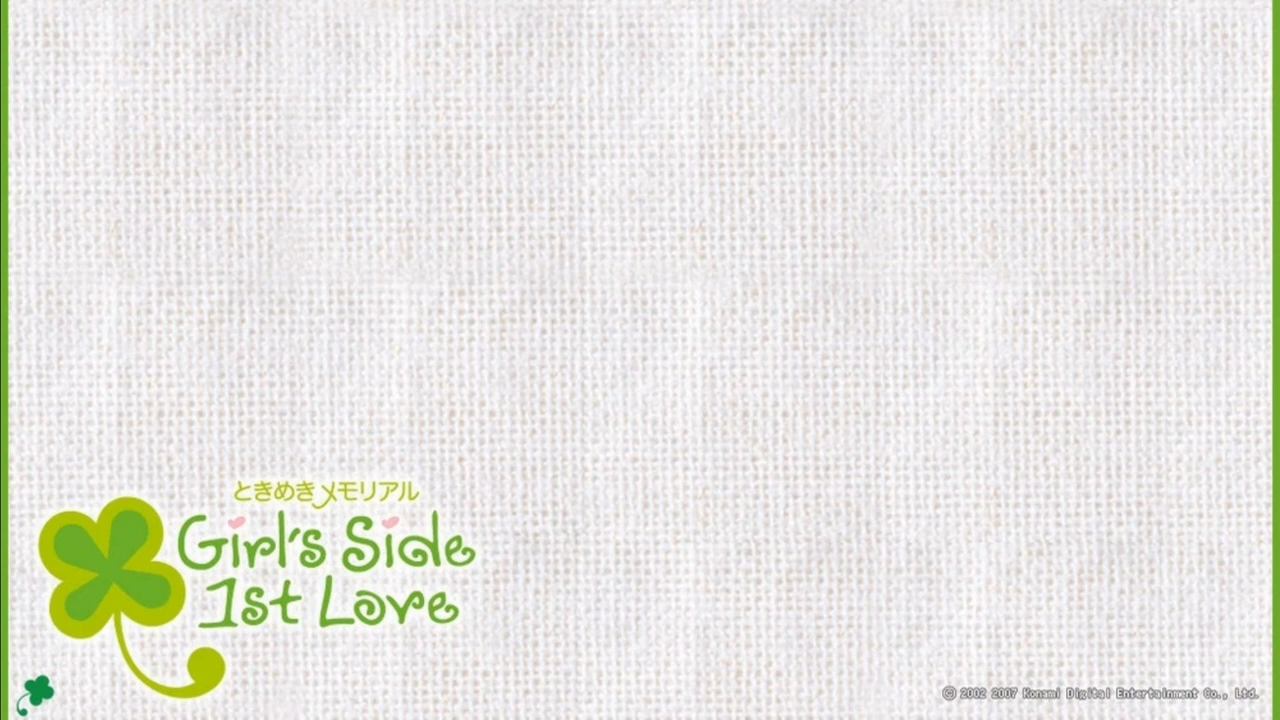 ときめきメモリアル
Girl's Side
1st Love
© 2002 2007 Konami Digital Entertainment Co., Ltd.